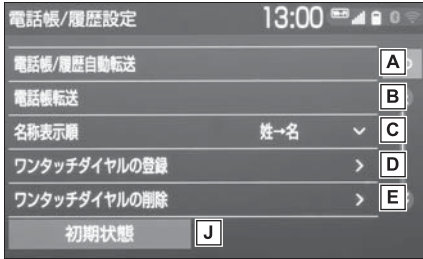 電話帳/履歴設定 13:00 0
電話帳/履歴自動転送 A
電話帳転送 B
名称表示順 姓→名 C
ワンタッチダイヤルの登録 > D
ワンタッチダイヤルの削除 > E
初期状態 J